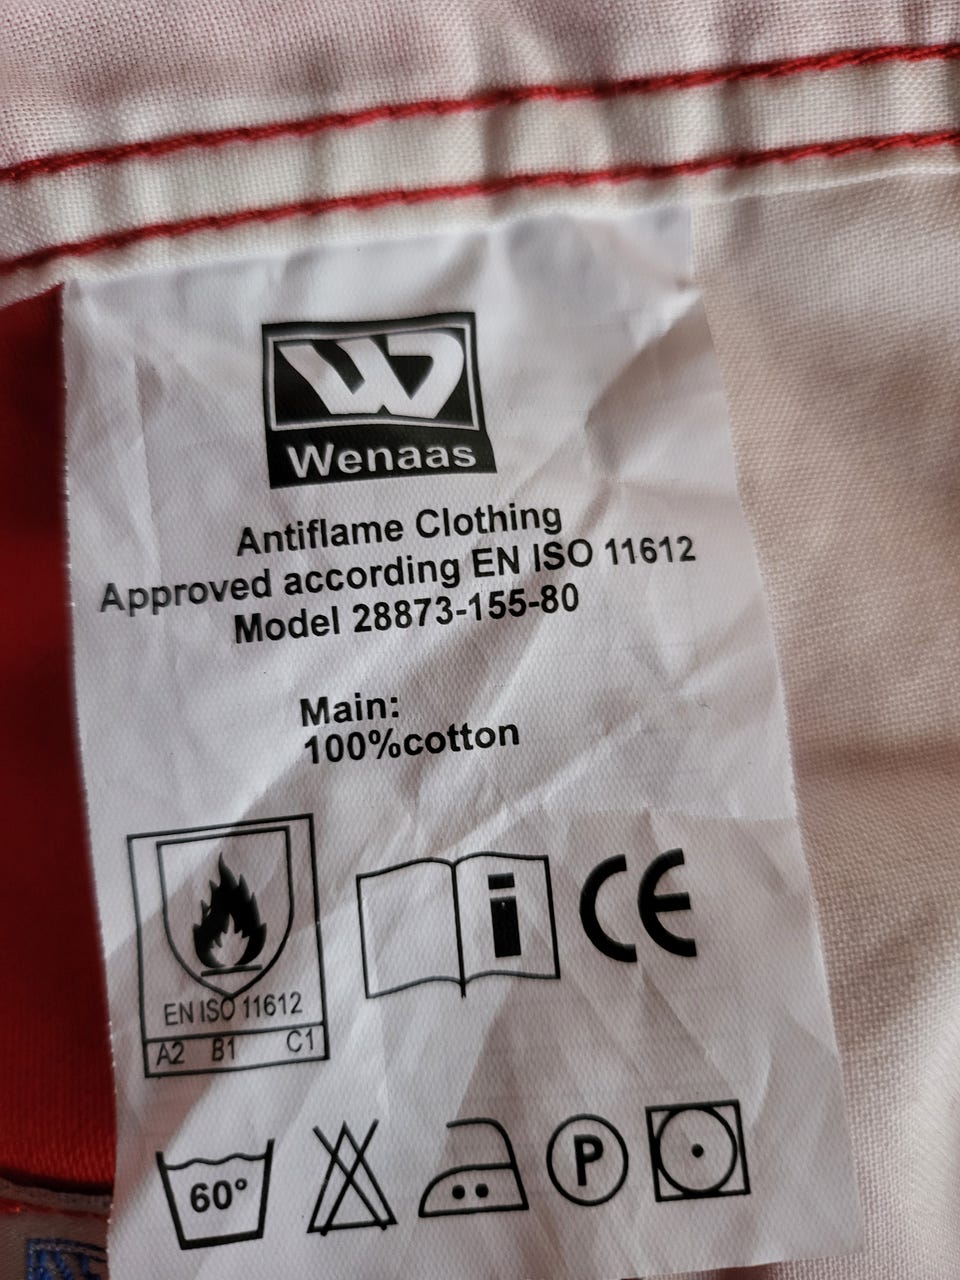 Wenaas
Antiflame Clothing
Approved according EN ISO 11612
Model 28873-155-80
Main:
100%cotton
i
CE
EN ISO 11612
A2 B1 C1
60°
P